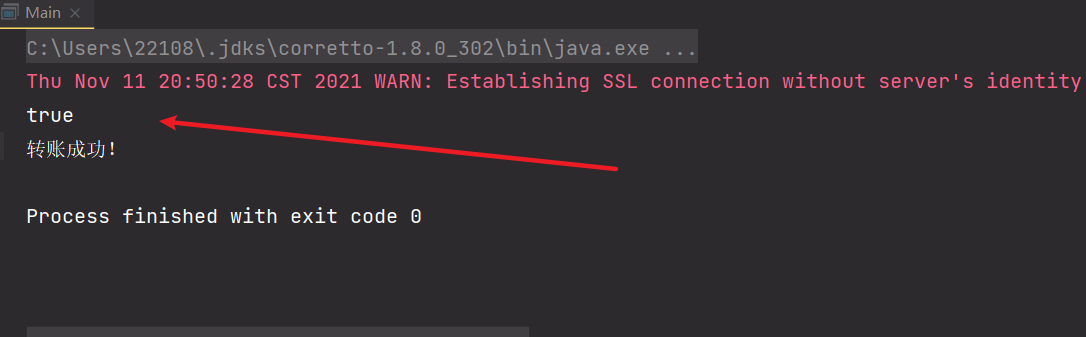 Main
C:\Users\22108\.jdks\corretto-1.8.0_302\bin\java.exe ...
Thu Nov 11 20:50:28 CST 2021 WARN: Establishing SSL connection without server's identity
true
转账成功!
Process finished with exit code 0